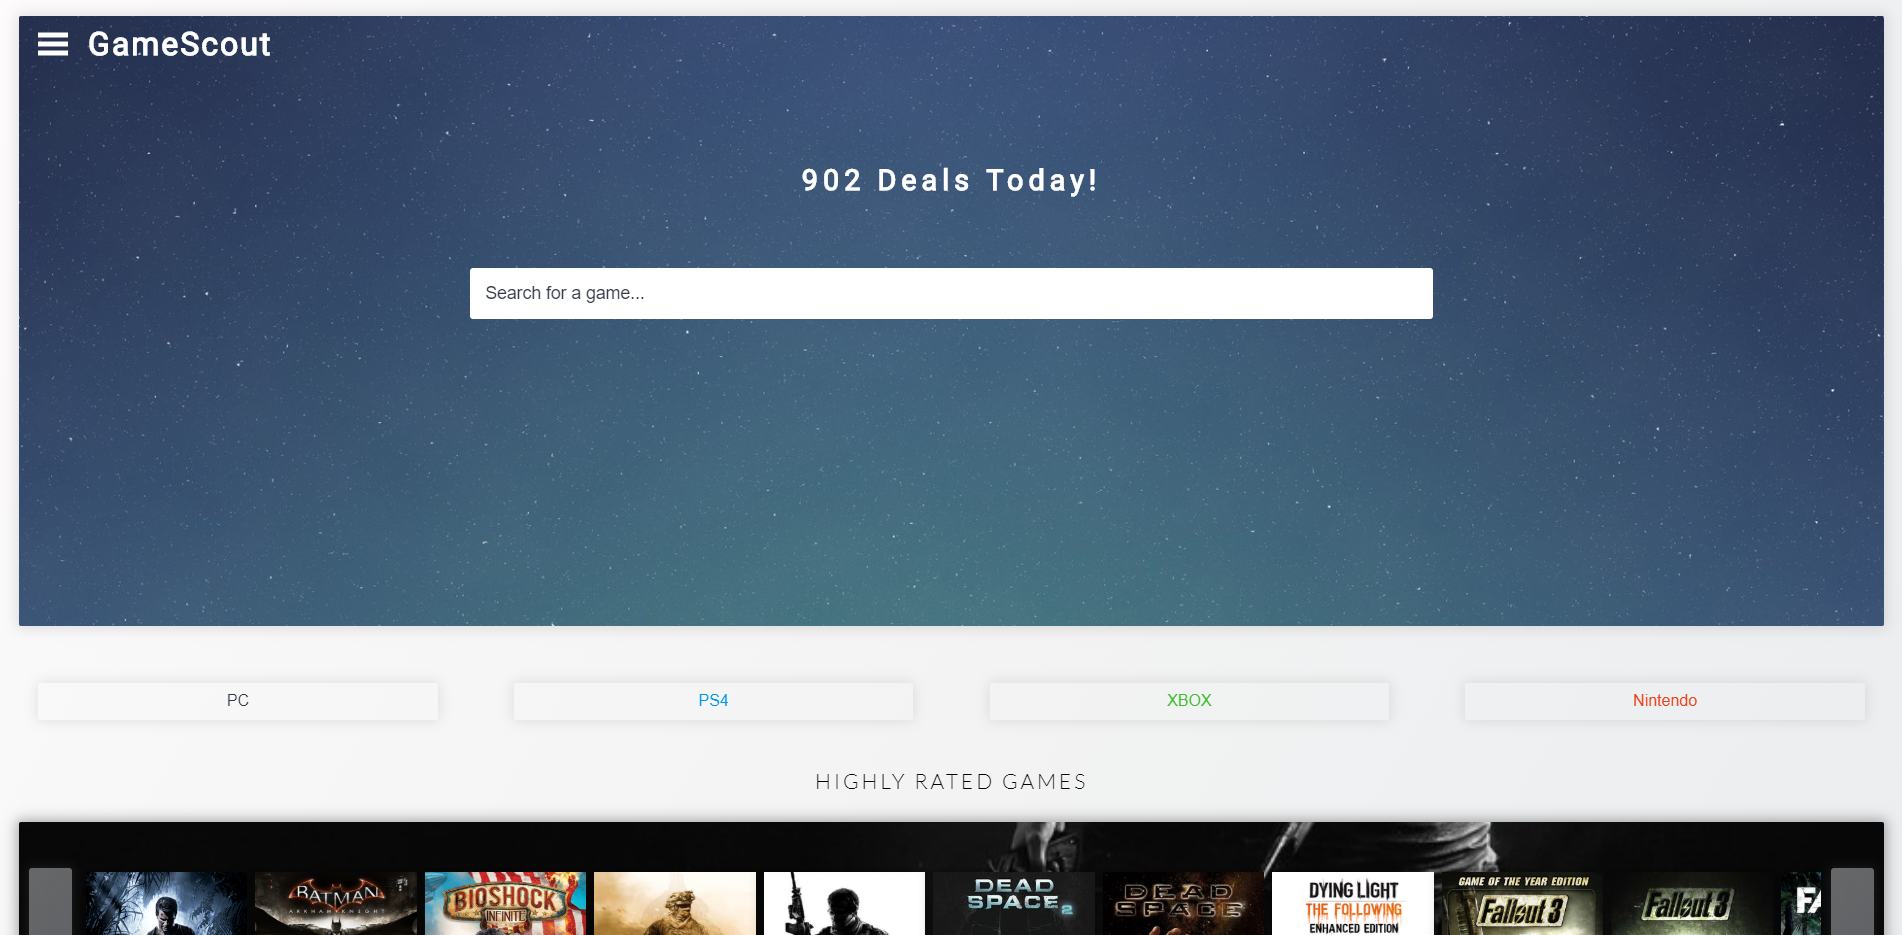 GameScout
902 Deals Today!
Search for a game...
PC
PS4
XBOX
Nintendo
HIGHLY RATED GAMES
BATMAN
ARKHAM KNIGHT
BIOSHOCK
INFINITE
DEAD
SPACE 2
DEAD
SPACE
DYING LIGHT
THE FOLLOWING
ENHANCED EDITION
GAME OF THE YEAR EDITION
Fallout 3
Fallout 3
FA